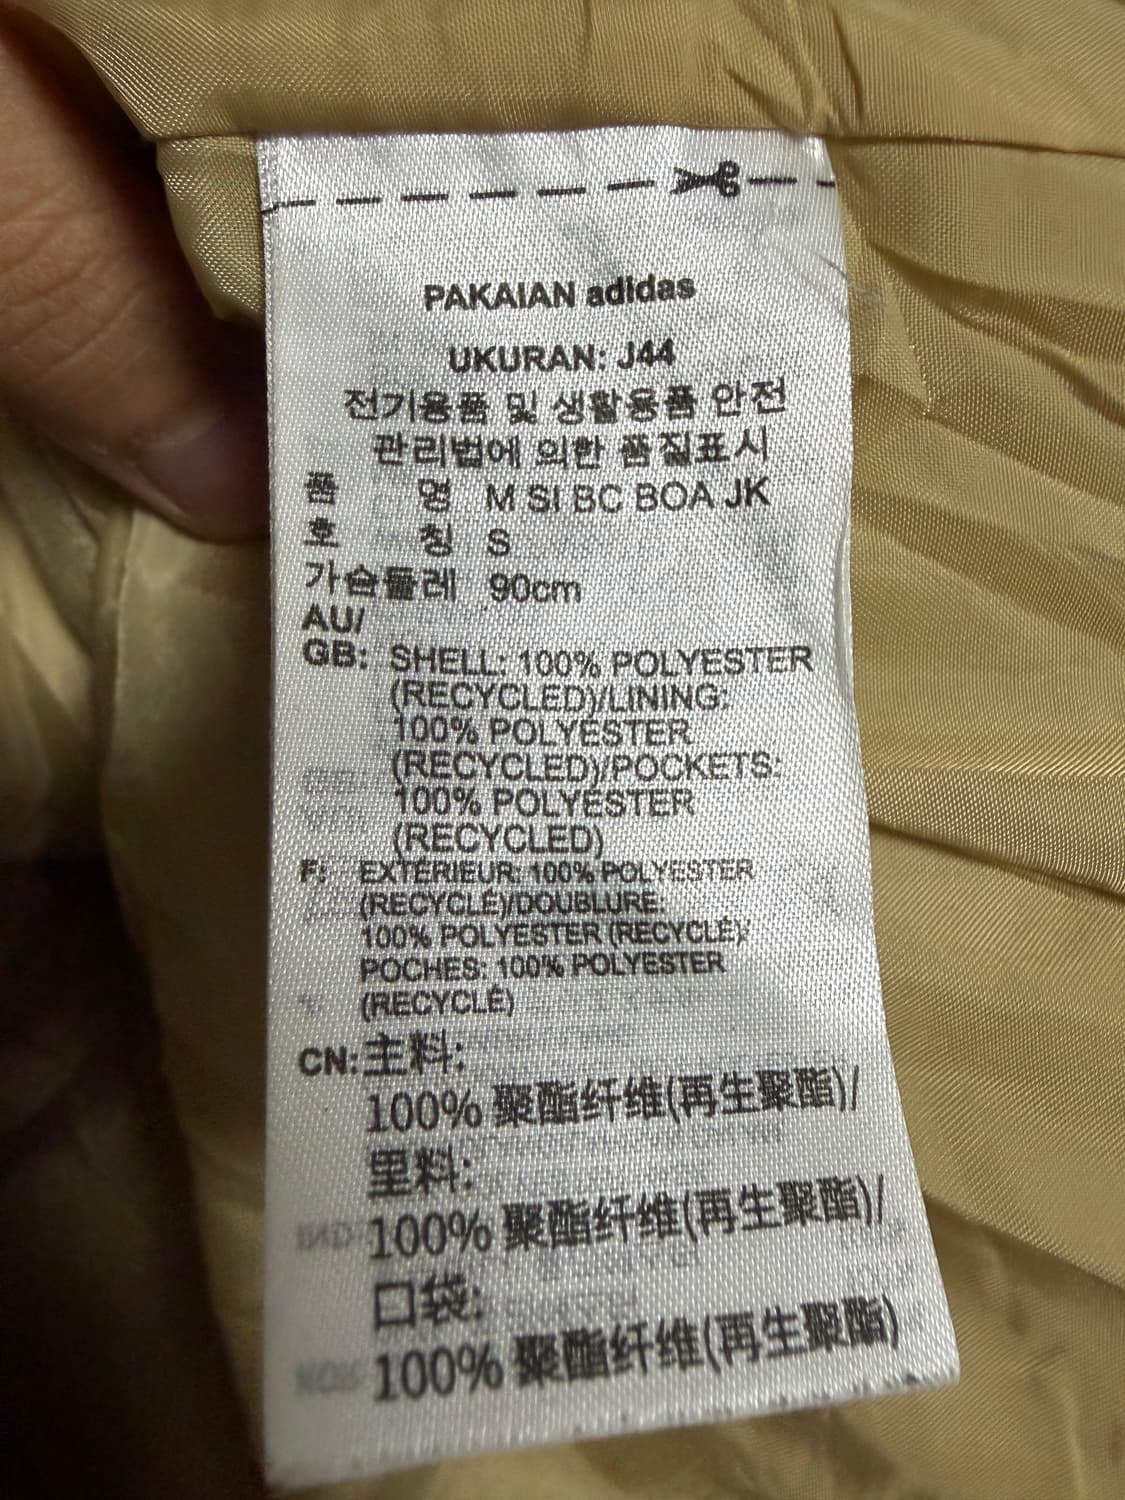 PAKAIAN adidas
UKURAN: J44
전기용품 및 생활용품 안전
관리법에 의한 품질표시
품 명 M SI BC BOA JK
호 칭 S
가슴둘레 90cm
AU/
GB: SHELL: 100% POLYESTER
(RECYCLED)/LINING:
100% POLYESTER
(RECYCLED)/POCKETS:
100% POLYESTER
(RECYCLED)
F: EXTÉRIEUR: 100% POLYESTER
(RECYCLÉ)/DOUBLURE:
100% POLYESTER (RECYCLÉ)/
POCHES: 100% POLYESTER
(RECYCLÉ)
CN: 主料:
100% 聚酯纤维(再生聚酯)/
里料:
100% 聚酯纤维(再生聚酯)/
口袋:
100% 聚酯纤维(再生聚酯)